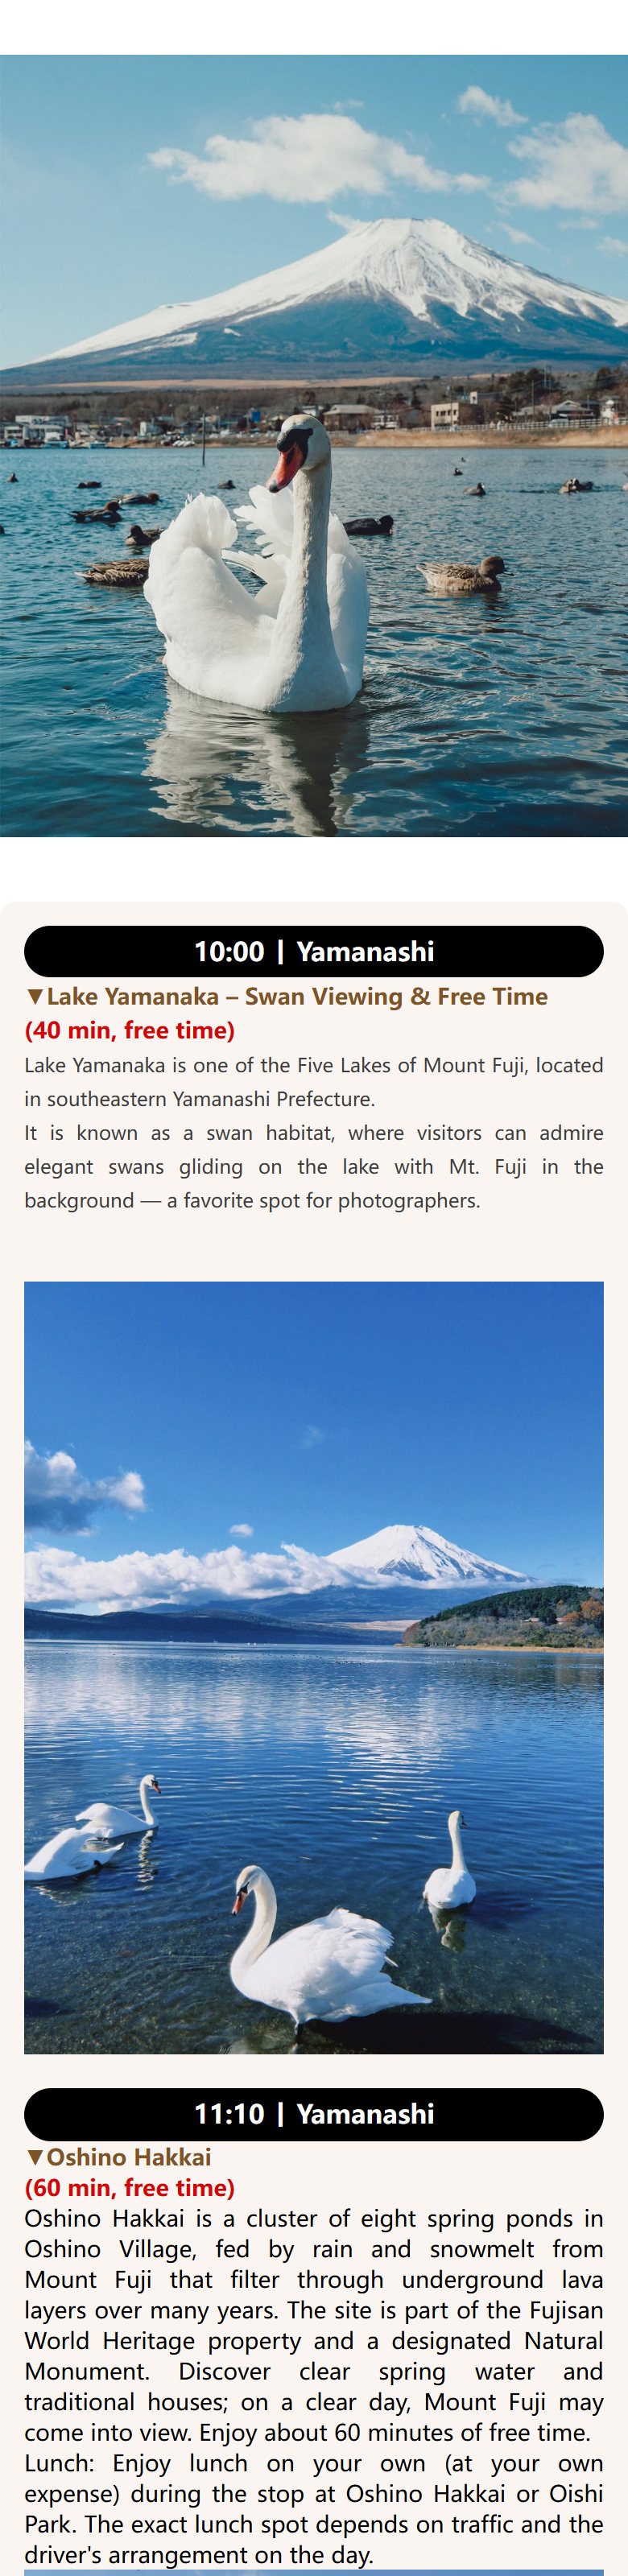 10:00 | Yamanashi
▼Lake Yamanaka – Swan Viewing & Free Time
(40 min, free time)
Lake Yamanaka is one of the Five Lakes of Mount Fuji, located
in southeastern Yamanashi Prefecture.
It is known as a swan habitat, where visitors can admire
elegant swans gliding on the lake with Mt. Fuji in the
background — a favorite spot for photographers.
11:10 | Yamanashi
▼Oshino Hakkai
(60 min, free time)
Oshino Hakkai is a cluster of eight spring ponds in
Oshino Village, fed by rain and snowmelt from
Mount Fuji that filter through underground lava
layers over many years. The site is part of the Fujisan
World Heritage property and a designated Natural
Monument. Discover clear spring water and
traditional houses; on a clear day, Mount Fuji may
come into view. Enjoy about 60 minutes of free time.
Lunch: Enjoy lunch on your own (at your own
expense) during the stop at Oshino Hakkai or Oishi
Park. The exact lunch spot depends on traffic and the
driver's arrangement on the day.